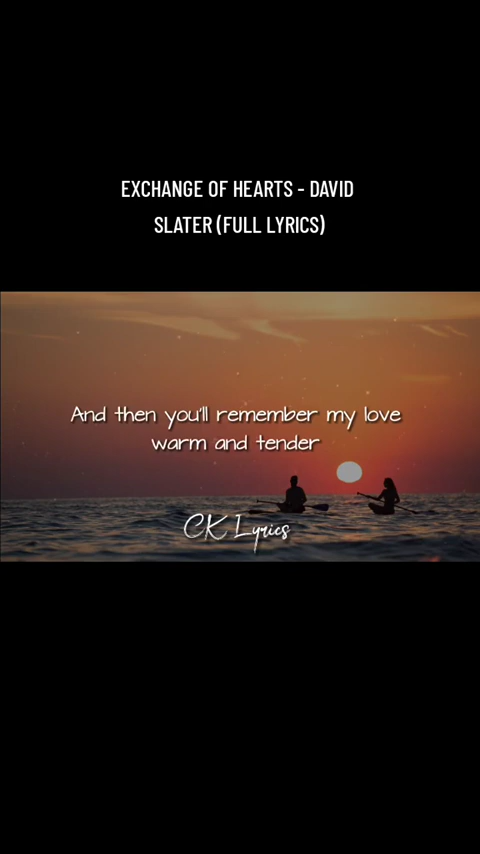 EXCHANGE OF HEARTS - DAVID
SLATER (FULL LYRICS)
And then you'll remember my love
warm and tender
CK Lyrics